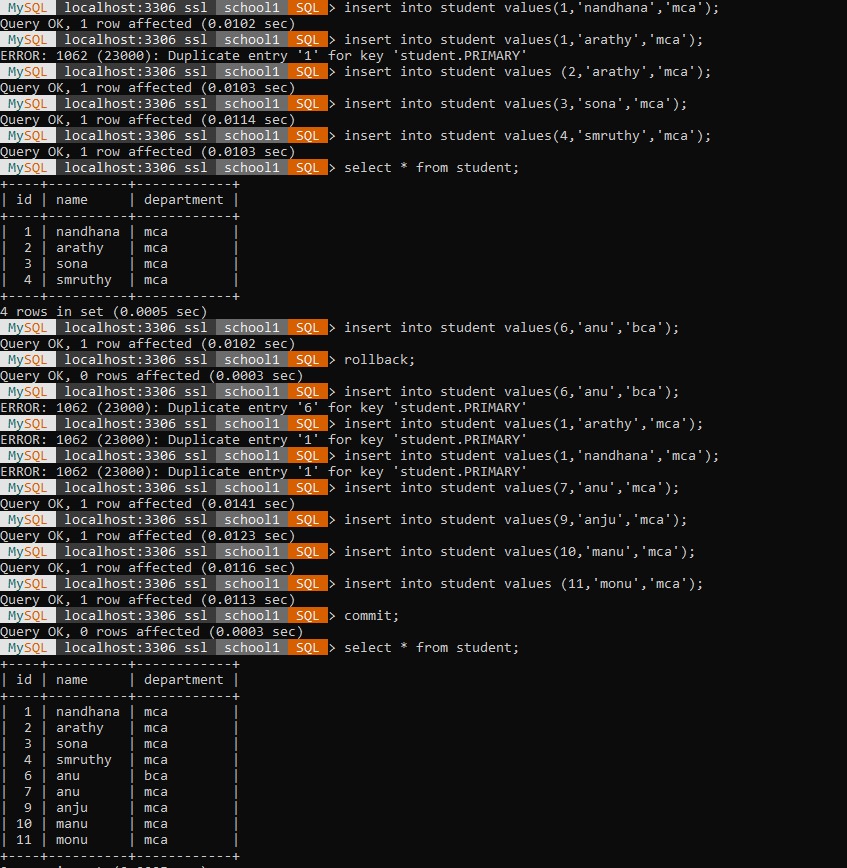 MySQL localhost:3306 ssl school1 SQL > insert into student values(1,'nandhana','mca');
Query OK, 1 row affected (0.0102 sec)
MySQL localhost:3306 ssl school1 SQL > insert into student values(1,'arathy','mca');
ERROR: 1062 (23000): Duplicate entry '1' for key 'student.PRIMARY'
MySQL localhost:3306 ssl school1 SQL > insert into student values (2,'arathy','mca');
Query OK, 1 row affected (0.0103 sec)
MySQL localhost:3306 ssl school1 SQL > insert into student values(3,'sona','mca');
Query OK, 1 row affected (0.0114 sec)
MySQL localhost:3306 ssl school1 SQL > insert into student values(4,'smruthy','mca');
Query OK, 1 row affected (0.0103 sec)
MySQL localhost:3306 ssl school1 SQL > select * from student;
+----+----------+------------+
| id | name     | department |
+----+----------+------------+
|  1 | nandhana | mca        |
|  2 | arathy   | mca        |
|  3 | sona     | mca        |
|  4 | smruthy  | mca        |
+----+----------+------------+
4 rows in set (0.0005 sec)
MySQL localhost:3306 ssl school1 SQL > insert into student values(6,'anu','bca');
Query OK, 1 row affected (0.0102 sec)
MySQL localhost:3306 ssl school1 SQL > rollback;
Query OK, 0 rows affected (0.0003 sec)
MySQL localhost:3306 ssl school1 SQL > insert into student values(6,'anu','bca');
ERROR: 1062 (23000): Duplicate entry '6' for key 'student.PRIMARY'
MySQL localhost:3306 ssl school1 SQL > insert into student values(1,'arathy','mca');
ERROR: 1062 (23000): Duplicate entry '1' for key 'student.PRIMARY'
MySQL localhost:3306 ssl school1 SQL > insert into student values(1,'nandhana','mca');
ERROR: 1062 (23000): Duplicate entry '1' for key 'student.PRIMARY'
MySQL localhost:3306 ssl school1 SQL > insert into student values(7,'anu','mca');
Query OK, 1 row affected (0.0141 sec)
MySQL localhost:3306 ssl school1 SQL > insert into student values(9,'anju','mca');
Query OK, 1 row affected (0.0123 sec)
MySQL localhost:3306 ssl school1 SQL > insert into student values(10,'manu','mca');
Query OK, 1 row affected (0.0116 sec)
MySQL localhost:3306 ssl school1 SQL > insert into student values (11,'monu','mca');
Query OK, 1 row affected (0.0113 sec)
MySQL localhost:3306 ssl school1 SQL > commit;
Query OK, 0 rows affected (0.0003 sec)
MySQL localhost:3306 ssl school1 SQL > select * from student;
+----+----------+------------+
| id | name     | department |
+----+----------+------------+
|  1 | nandhana | mca        |
|  2 | arathy   | mca        |
|  3 | sona     | mca        |
|  4 | smruthy  | mca        |
|  6 | anu      | bca        |
|  7 | anu      | mca        |
|  9 | anju     | mca        |
| 10 | manu     | mca        |
| 11 | monu     | mca        |
+----+----------+------------+